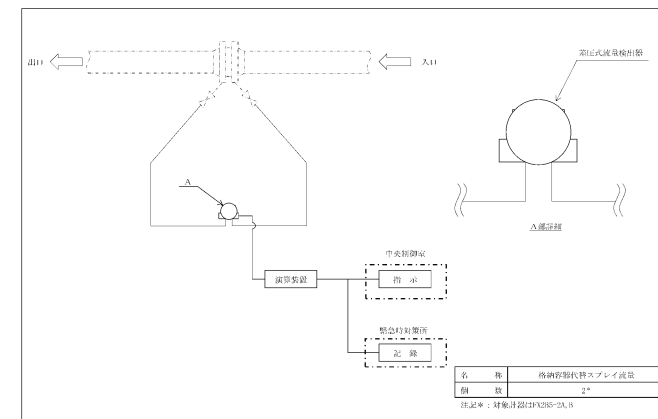 出口
入口
差圧式流量検出器
A
A部詳細
中央制御室
演算装置
指 示
緊急時対策所
記 録
名 称 格納容器代替スプレイ流量
個 数 2*
注記*：対象計器はFX2B5-2A,B